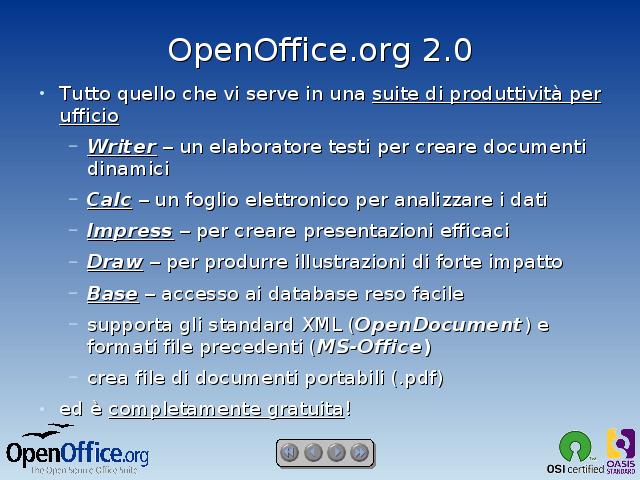 OpenOffice.org 2.0
• Tutto quello che vi serve in una suite di produttività per
ufficio
– Writer – un elaboratore testi per creare documenti
dinamici
– Calc – un foglio elettronico per analizzare i dati
– Impress – per creare presentazioni efficaci
– Draw – per produrre illustrazioni di forte impatto
– Base – accesso ai database reso facile
– supporta gli standard XML (OpenDocument) e
formati file precedenti (MS-Office)
– crea file di documenti portabili (.pdf)
• ed è completamente gratuita!
OpenOffice.org
The Open Source Office Suite
OSI certified
OASIS
STANDARD